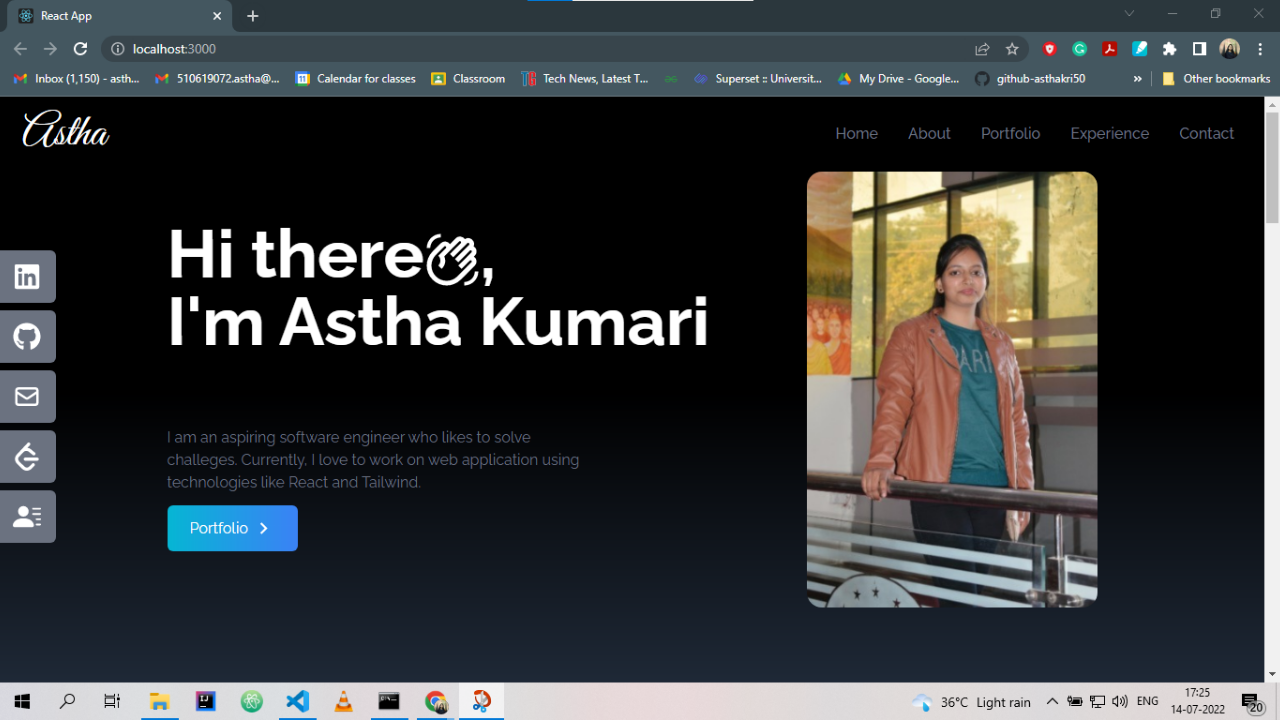 React App
localhost:3000
Inbox (1,150) - asth...
510619072.astha@...
Calendar for classes
Classroom
Tech News, Latest T...
Superset :: Universit...
My Drive - Google...
github-asthakri50
»
Other bookmarks
Astha
Home
About
Portfolio
Experience
Contact
Hi there,
I'm Astha Kumari
I am an aspiring software engineer who likes to solve
challeges. Currently, I love to work on web application using
technologies like React and Tailwind.
Portfolio
PARI
36°C Light rain
ENG
17:25
14-07-2022
20